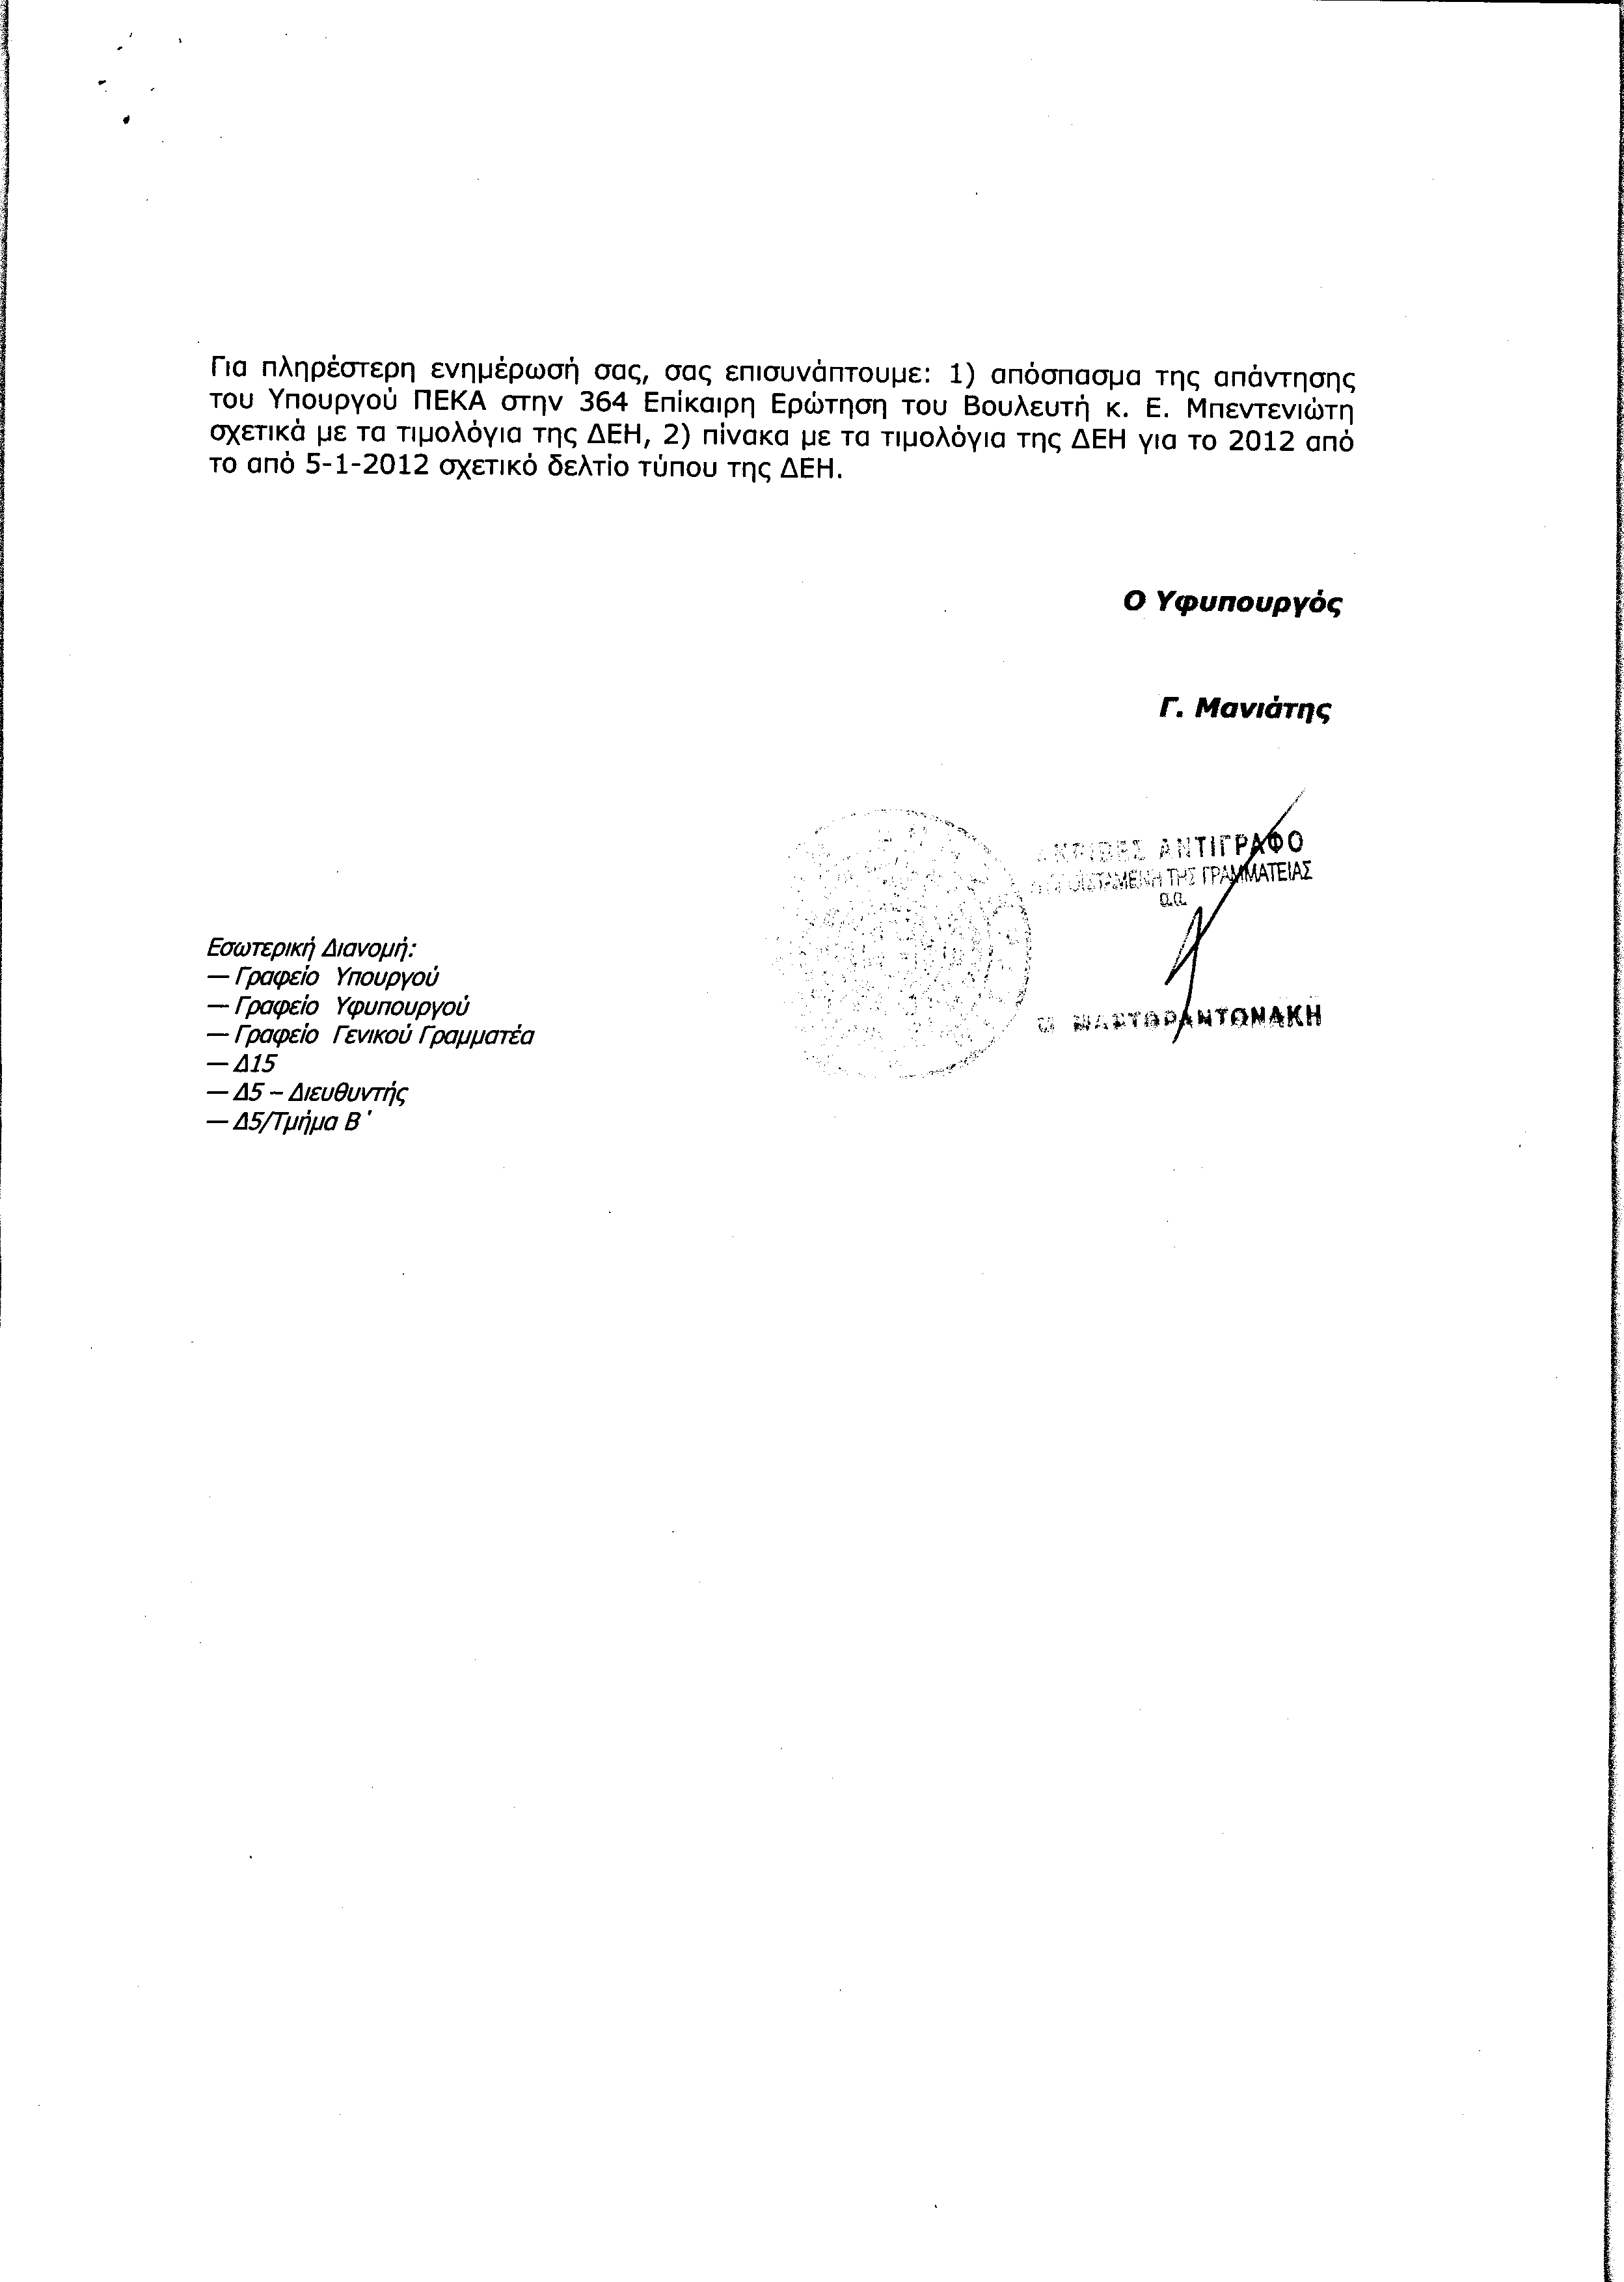 Για πληρέστερη ενημέρωσή σας, σας επισυνάπτουμε: 1) απόσπασμα της απάντησης
του Υπουργού ΠΕΚΑ στην 364 Επίκαιρη Ερώτηση του Βουλευτή κ. Ε. Μπεντενιώτη
σχετικά με τα τιμολόγια της ΔΕΗ, 2) πίνακα με τα τιμολόγια της ΔΕΗ για το 2012 από
το από 5-1-2012 σχετικό δελτίο τύπου της ΔΕΗ.
Ο Υφυπουργός
Γ. Μανιάτης
ΑΚΡΙΒΕΣ ΑΝΤΙΓΡΑΦΟ
ΤΗΣ ΓΡΑΜΜΑΤΕΙΑΣ
α.α.
ΜΑΣΤΟΡΑΝΤΩΝΑΚΗ
Εσωτερική Διανομή:
— Γραφείο Υπουργού
— Γραφείο Υφυπουργού
— Γραφείο Γενικού Γραμματέα
— Δ15
— Δ5 – Διευθυντής
— Δ5/Τμήμα Β΄